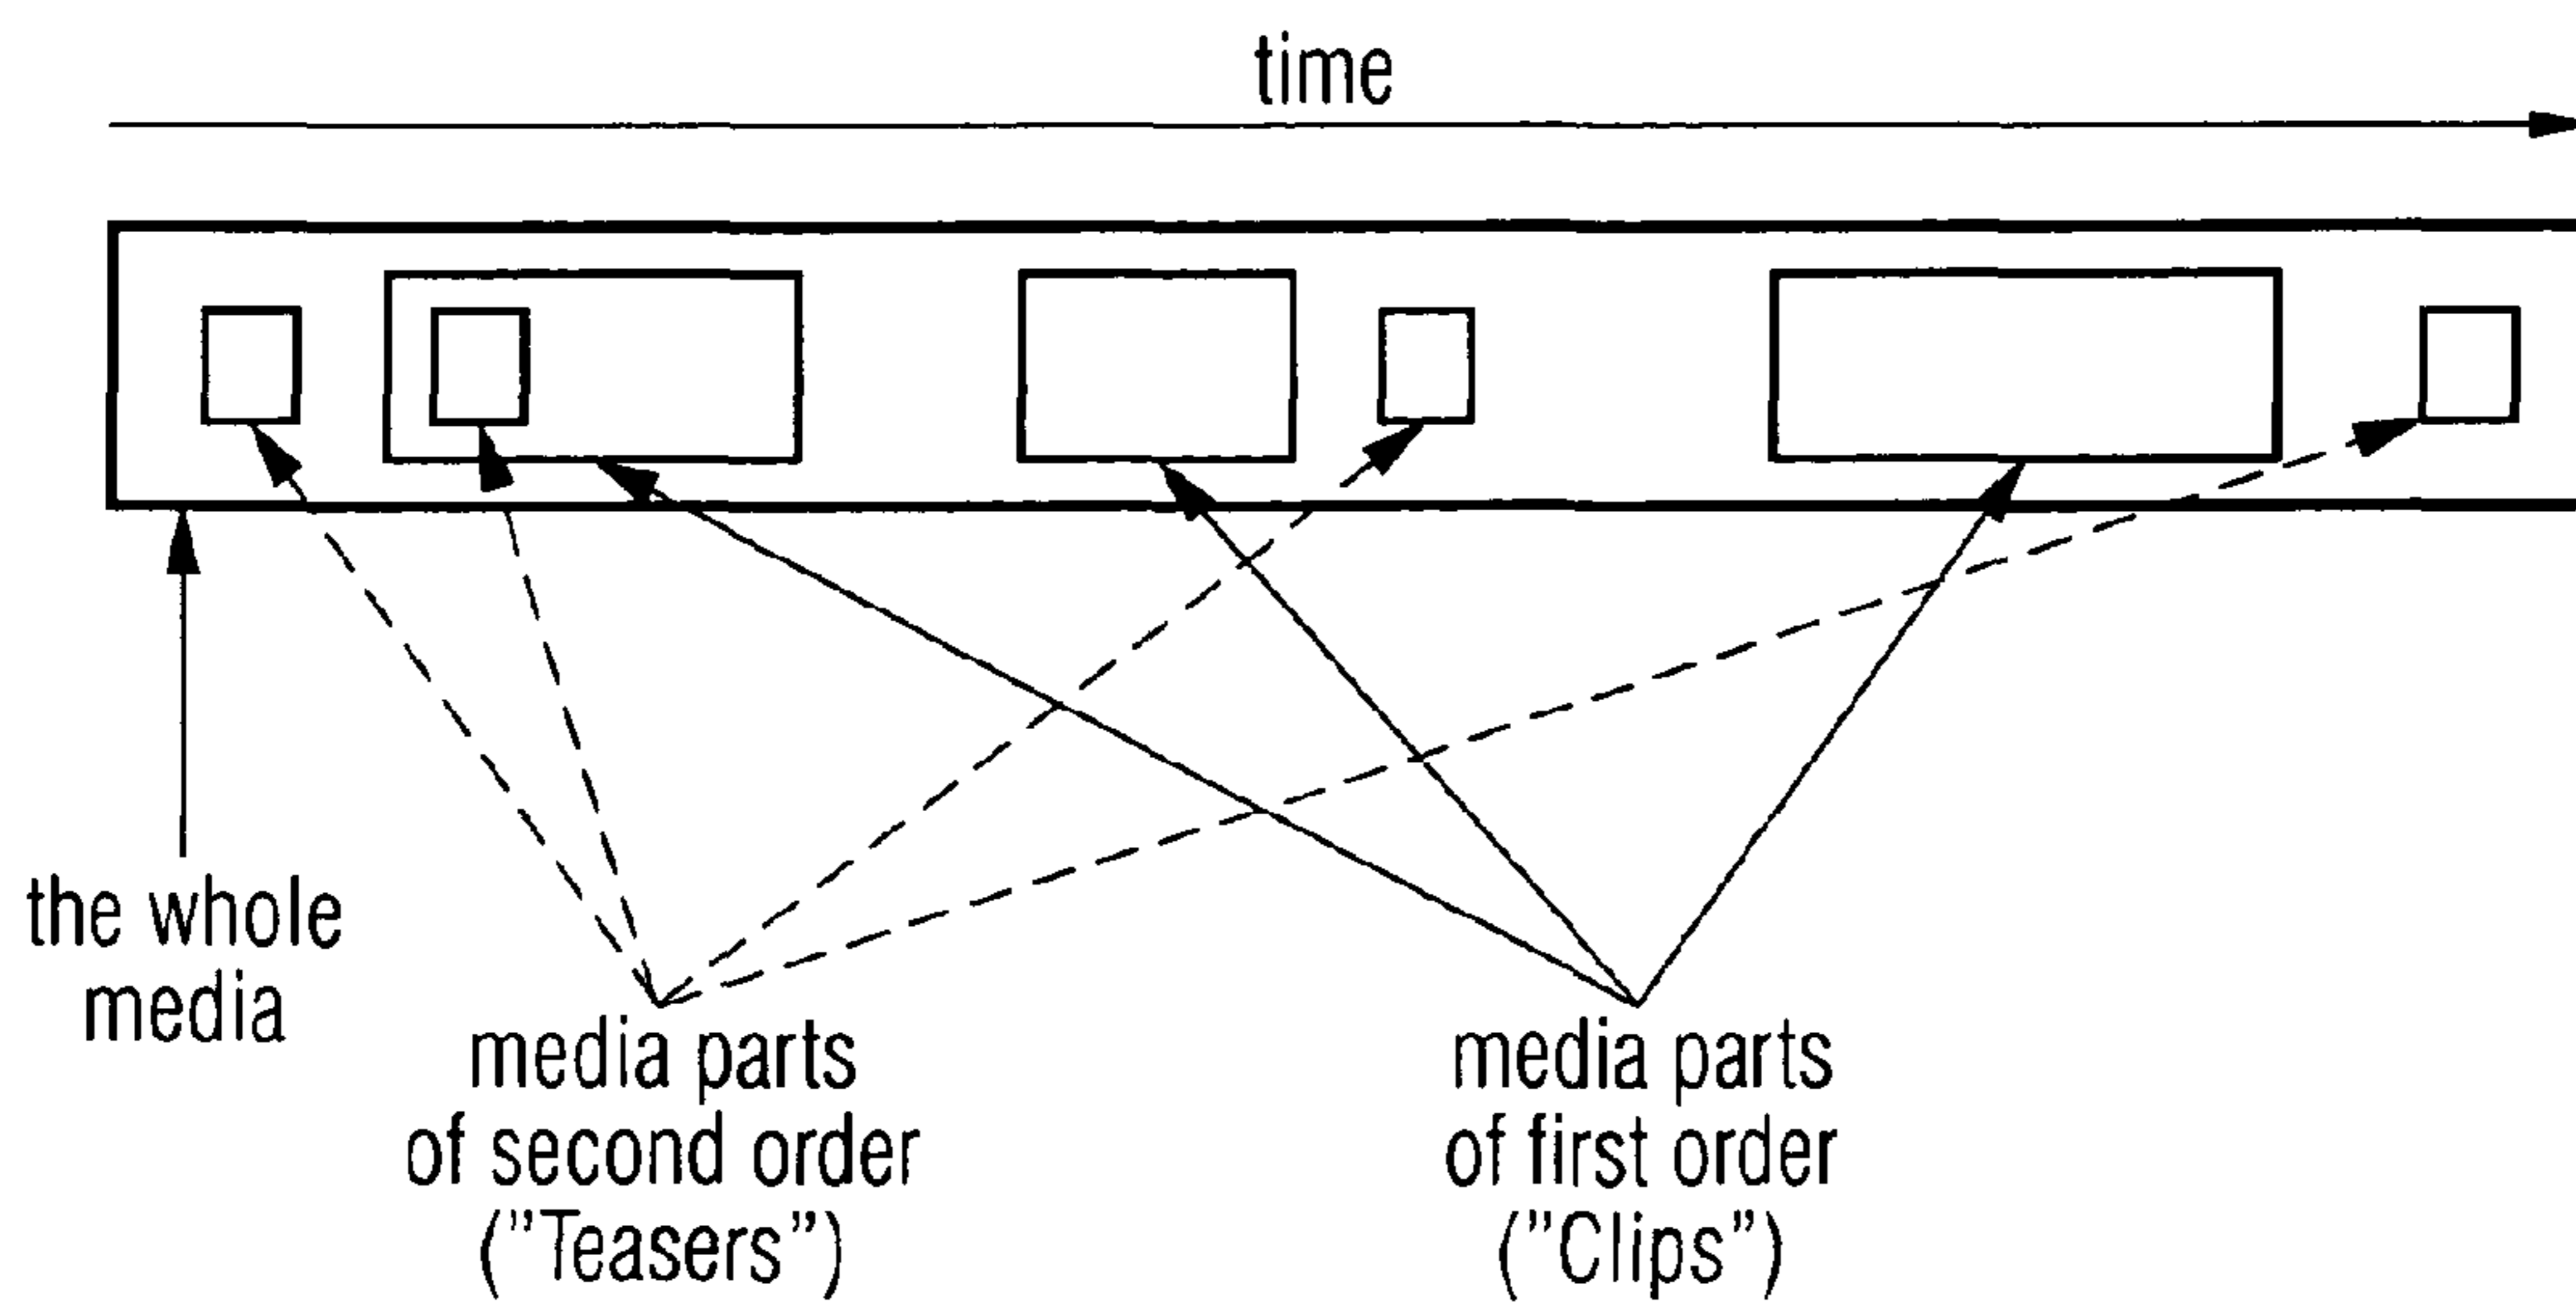 time
the whole
media
media parts
of second order
("Teasers")
media parts
of first order
("Clips")